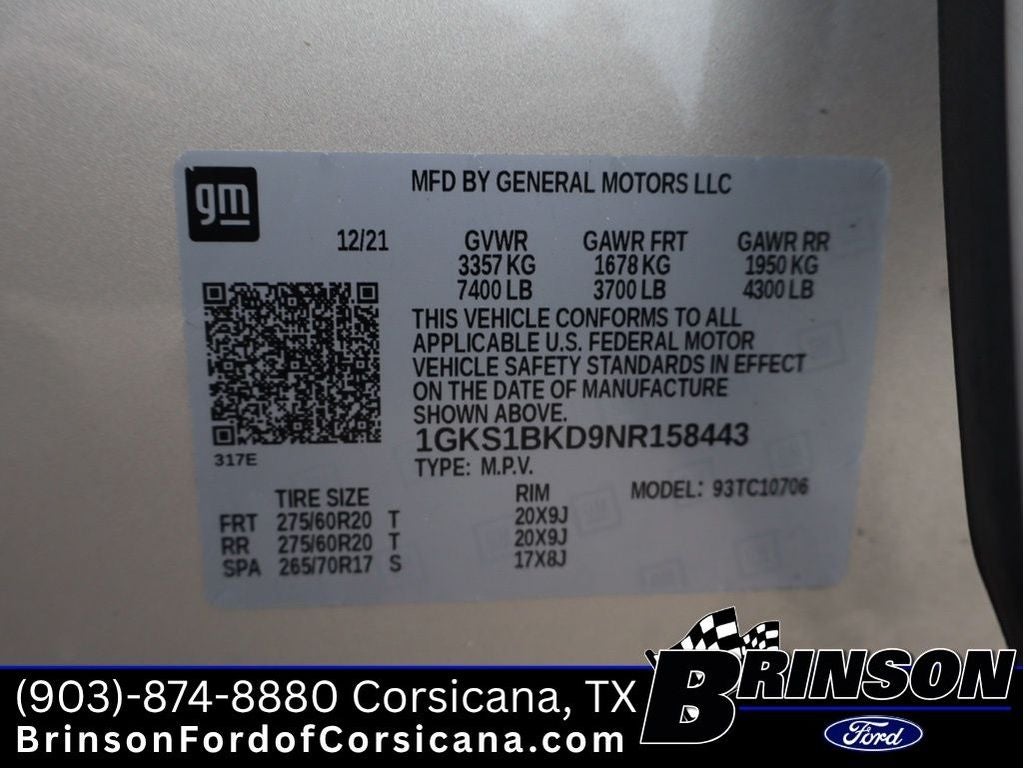 gm
MFD BY GENERAL MOTORS LLC
12/21 GVWR GAWR FRT GAWR RR
3357 KG 1678 KG 1950 KG
7400 LB 3700 LB 4300 LB
THIS VEHICLE CONFORMS TO ALL
APPLICABLE U.S. FEDERAL MOTOR
VEHICLE SAFETY STANDARDS IN EFFECT
ON THE DATE OF MANUFACTURE
SHOWN ABOVE.
1GKS1BKD9NR158443
317E
TYPE: M.P.V.
TIRE SIZE RIM MODEL: 93TC10706
FRT 275/60R20 T 20X9J
RR 275/60R20 T 20X9J
SPA 265/70R17 S 17X8J
(903)-874-8880 Corsicana, TX
BrinsonFordofCorsicana.com
BRINSON
Ford